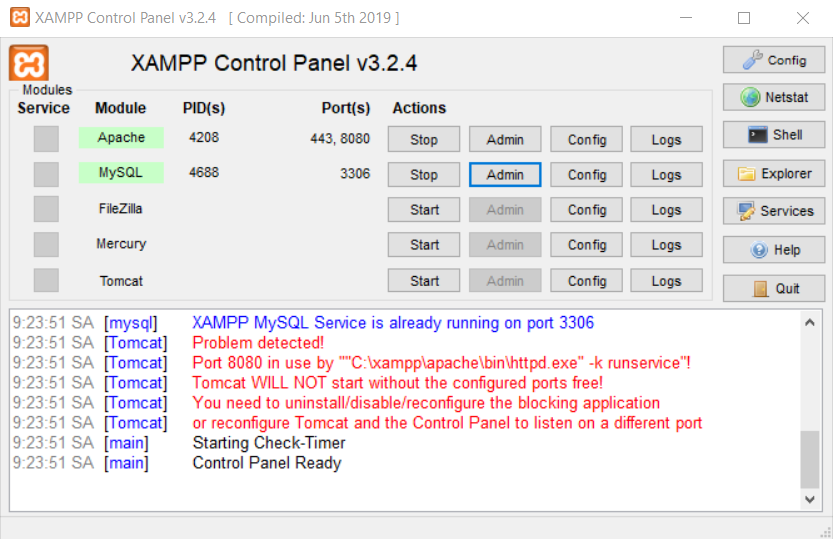 XAMPP Control Panel v3.2.4 [ Compiled: Jun 5th 2019 ]
XAMPP Control Panel v3.2.4
Config
Modules
Service Module PID(s) Port(s) Actions
Netstat
Apache 4208 443, 8080 Stop Admin Config Logs
Shell
MySQL 4688 3306 Stop Admin Config Logs
Explorer
FileZilla Start Admin Config Logs
Services
Mercury Start Admin Config Logs
Help
Tomcat Start Admin Config Logs
Quit
9:23:51 SA [mysql] XAMPP MySQL Service is already running on port 3306
9:23:51 SA [Tomcat] Problem detected!
9:23:51 SA [Tomcat] Port 8080 in use by ""C:\xampp\apache\bin\httpd.exe" -k runservice"!
9:23:51 SA [Tomcat] Tomcat WILL NOT start without the configured ports free!
9:23:51 SA [Tomcat] You need to uninstall/disable/reconfigure the blocking application
9:23:51 SA [Tomcat] or reconfigure Tomcat and the Control Panel to listen on a different port
9:23:51 SA [main] Starting Check-Timer
9:23:51 SA [main] Control Panel Ready